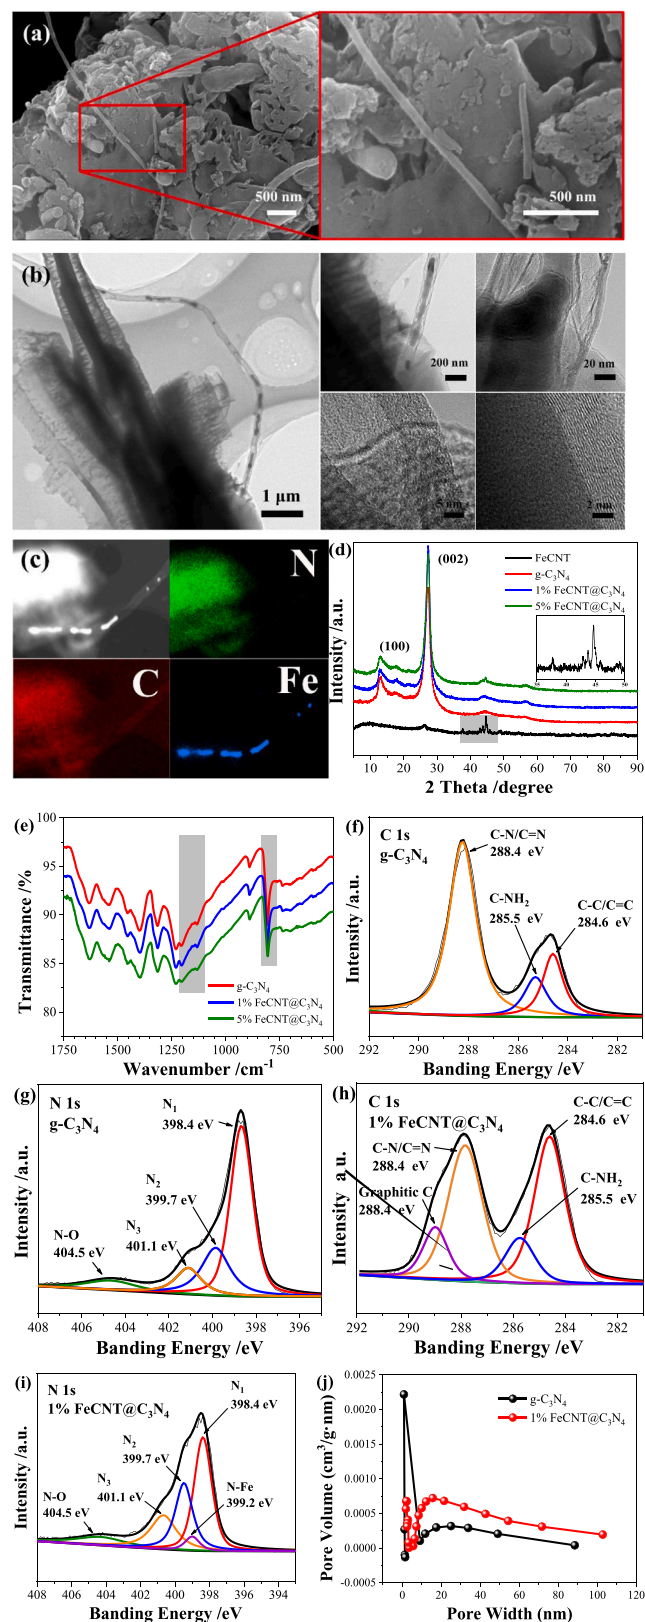 (a)
500 nm
500 nm
(b)
1 μm
200 nm
20 nm
5 nm
2 nm
(c)
N
C
Fe
(d)
(002)
(100)
FeCNT
g-C₃N₄
1% FeCNT@C₃N₄
5% FeCNT@C₃N₄
35 40 45 50
Intensity /a.u.
10 20 30 40 50 60 70 80 90
2 Theta /degree
(e)
100
95
90
85
80
Transmittance /%
g-C₃N₄
1% FeCNT@C₃N₄
5% FeCNT@C₃N₄
1750 1500 1250 1000 750 500
Wavenumber /cm⁻¹
(f)
C 1s
g-C₃N₄
C-N/C=N
288.4 eV
C-NH₂
285.5 eV
C-C/C=C
284.6 eV
Intensity /a.u.
292 290 288 286 284 282
Banding Energy /eV
(g)
N 1s
g-C₃N₄
N₁
398.4 eV
N₂
399.7 eV
N₃
401.1 eV
N-O
404.5 eV
Intensity /a.u.
408 406 404 402 400 398 396
Banding Energy /eV
(h)
C 1s
1% FeCNT@C₃N₄
C-C/C=C
284.6 eV
C-N/C=N
288.4 eV
C-NH₂
285.5 eV
Graphitic C
288.4 eV
Intensity a.u.
292 290 288 286 284 282
Banding Energy /eV
(i)
N 1s
1% FeCNT@C₃N₄
N₁
398.4 eV
N₂
399.7 eV
N₃
401.1 eV
N-Fe
399.2 eV
N-O
404.5 eV
Intensity /a.u.
408 406 404 402 400 398 396 394
Banding Energy /eV
(j)
0.0025
0.0020
0.0015
0.0010
0.0005
0.0000
-0.0005
Pore Volume (cm³/g·nm)
g-C₃N₄
1% FeCNT@C₃N₄
0 20 40 60 80 100 120
Pore Width (nm)